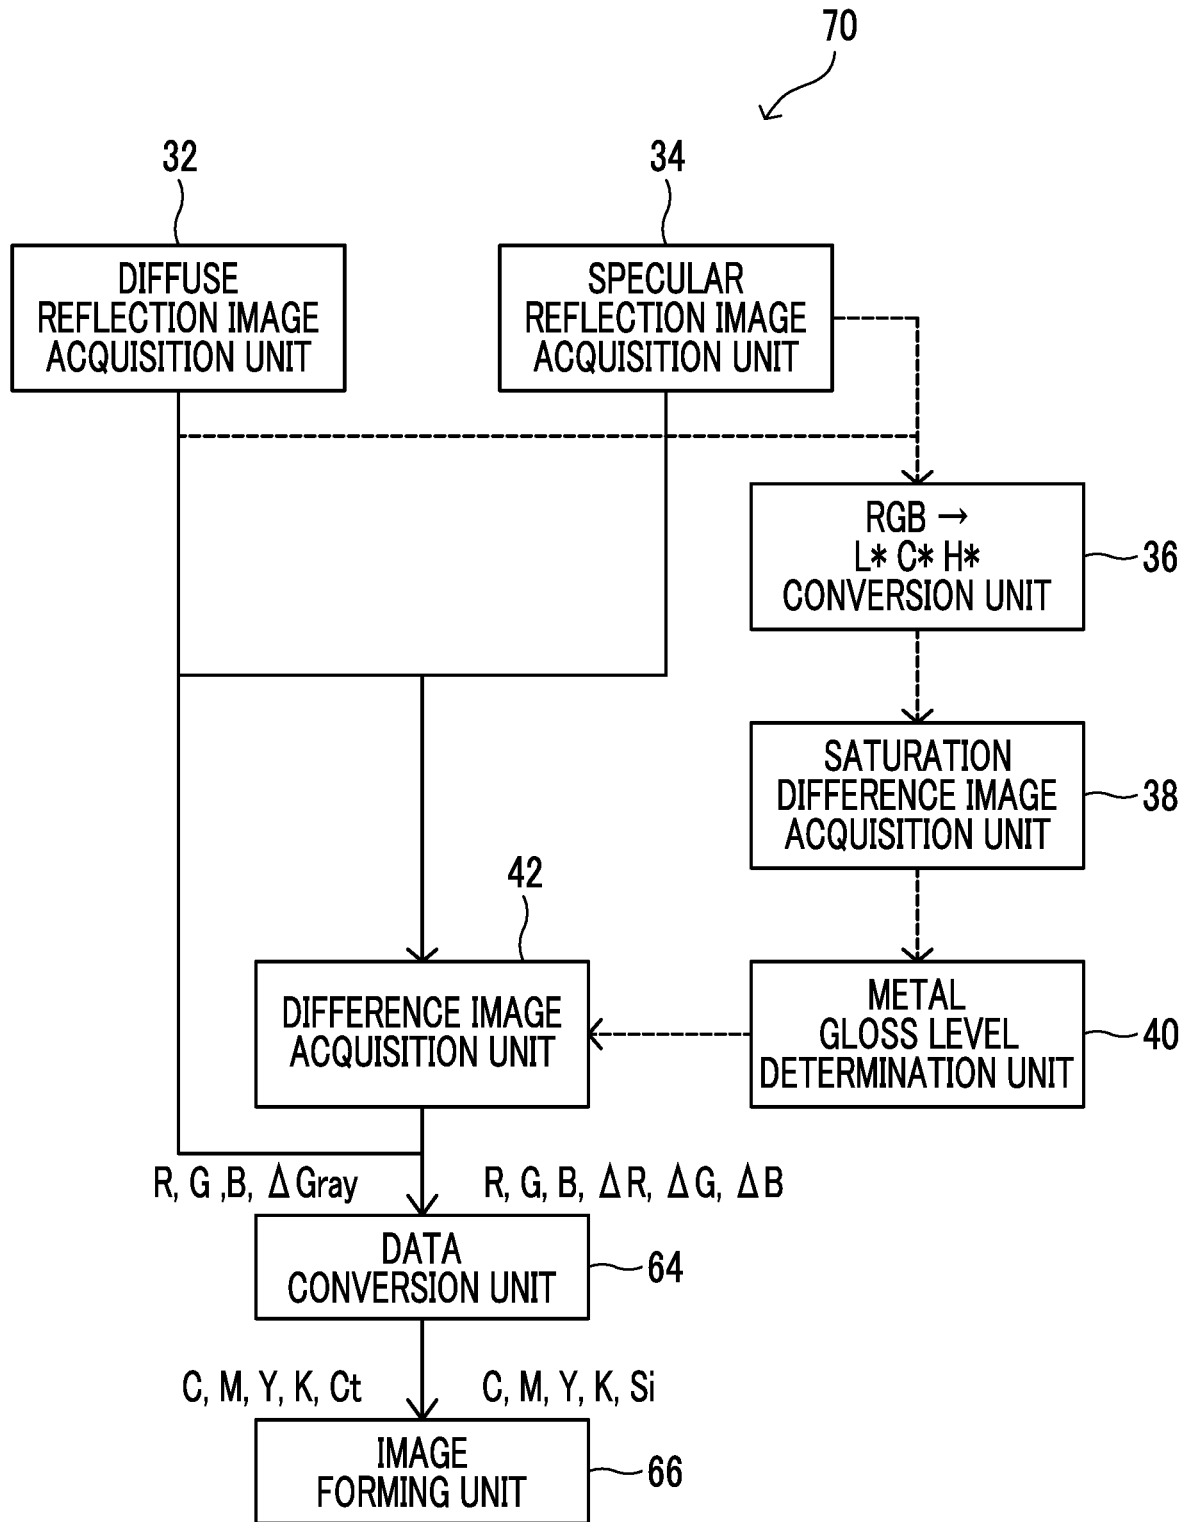 70
32
34
DIFFUSE
REFLECTION IMAGE
ACQUISITION UNIT
SPECULAR
REFLECTION IMAGE
ACQUISITION UNIT
RGB →
L* C* H*
CONVERSION UNIT
36
SATURATION
DIFFERENCE IMAGE
ACQUISITION UNIT
38
42
DIFFERENCE IMAGE
ACQUISITION UNIT
METAL
GLOSS LEVEL
DETERMINATION UNIT
40
R, G ,B, ΔGray
R, G, B, ΔR, ΔG, ΔB
DATA
CONVERSION UNIT
64
C, M, Y, K, Ct
C, M, Y, K, Si
IMAGE
FORMING UNIT
66